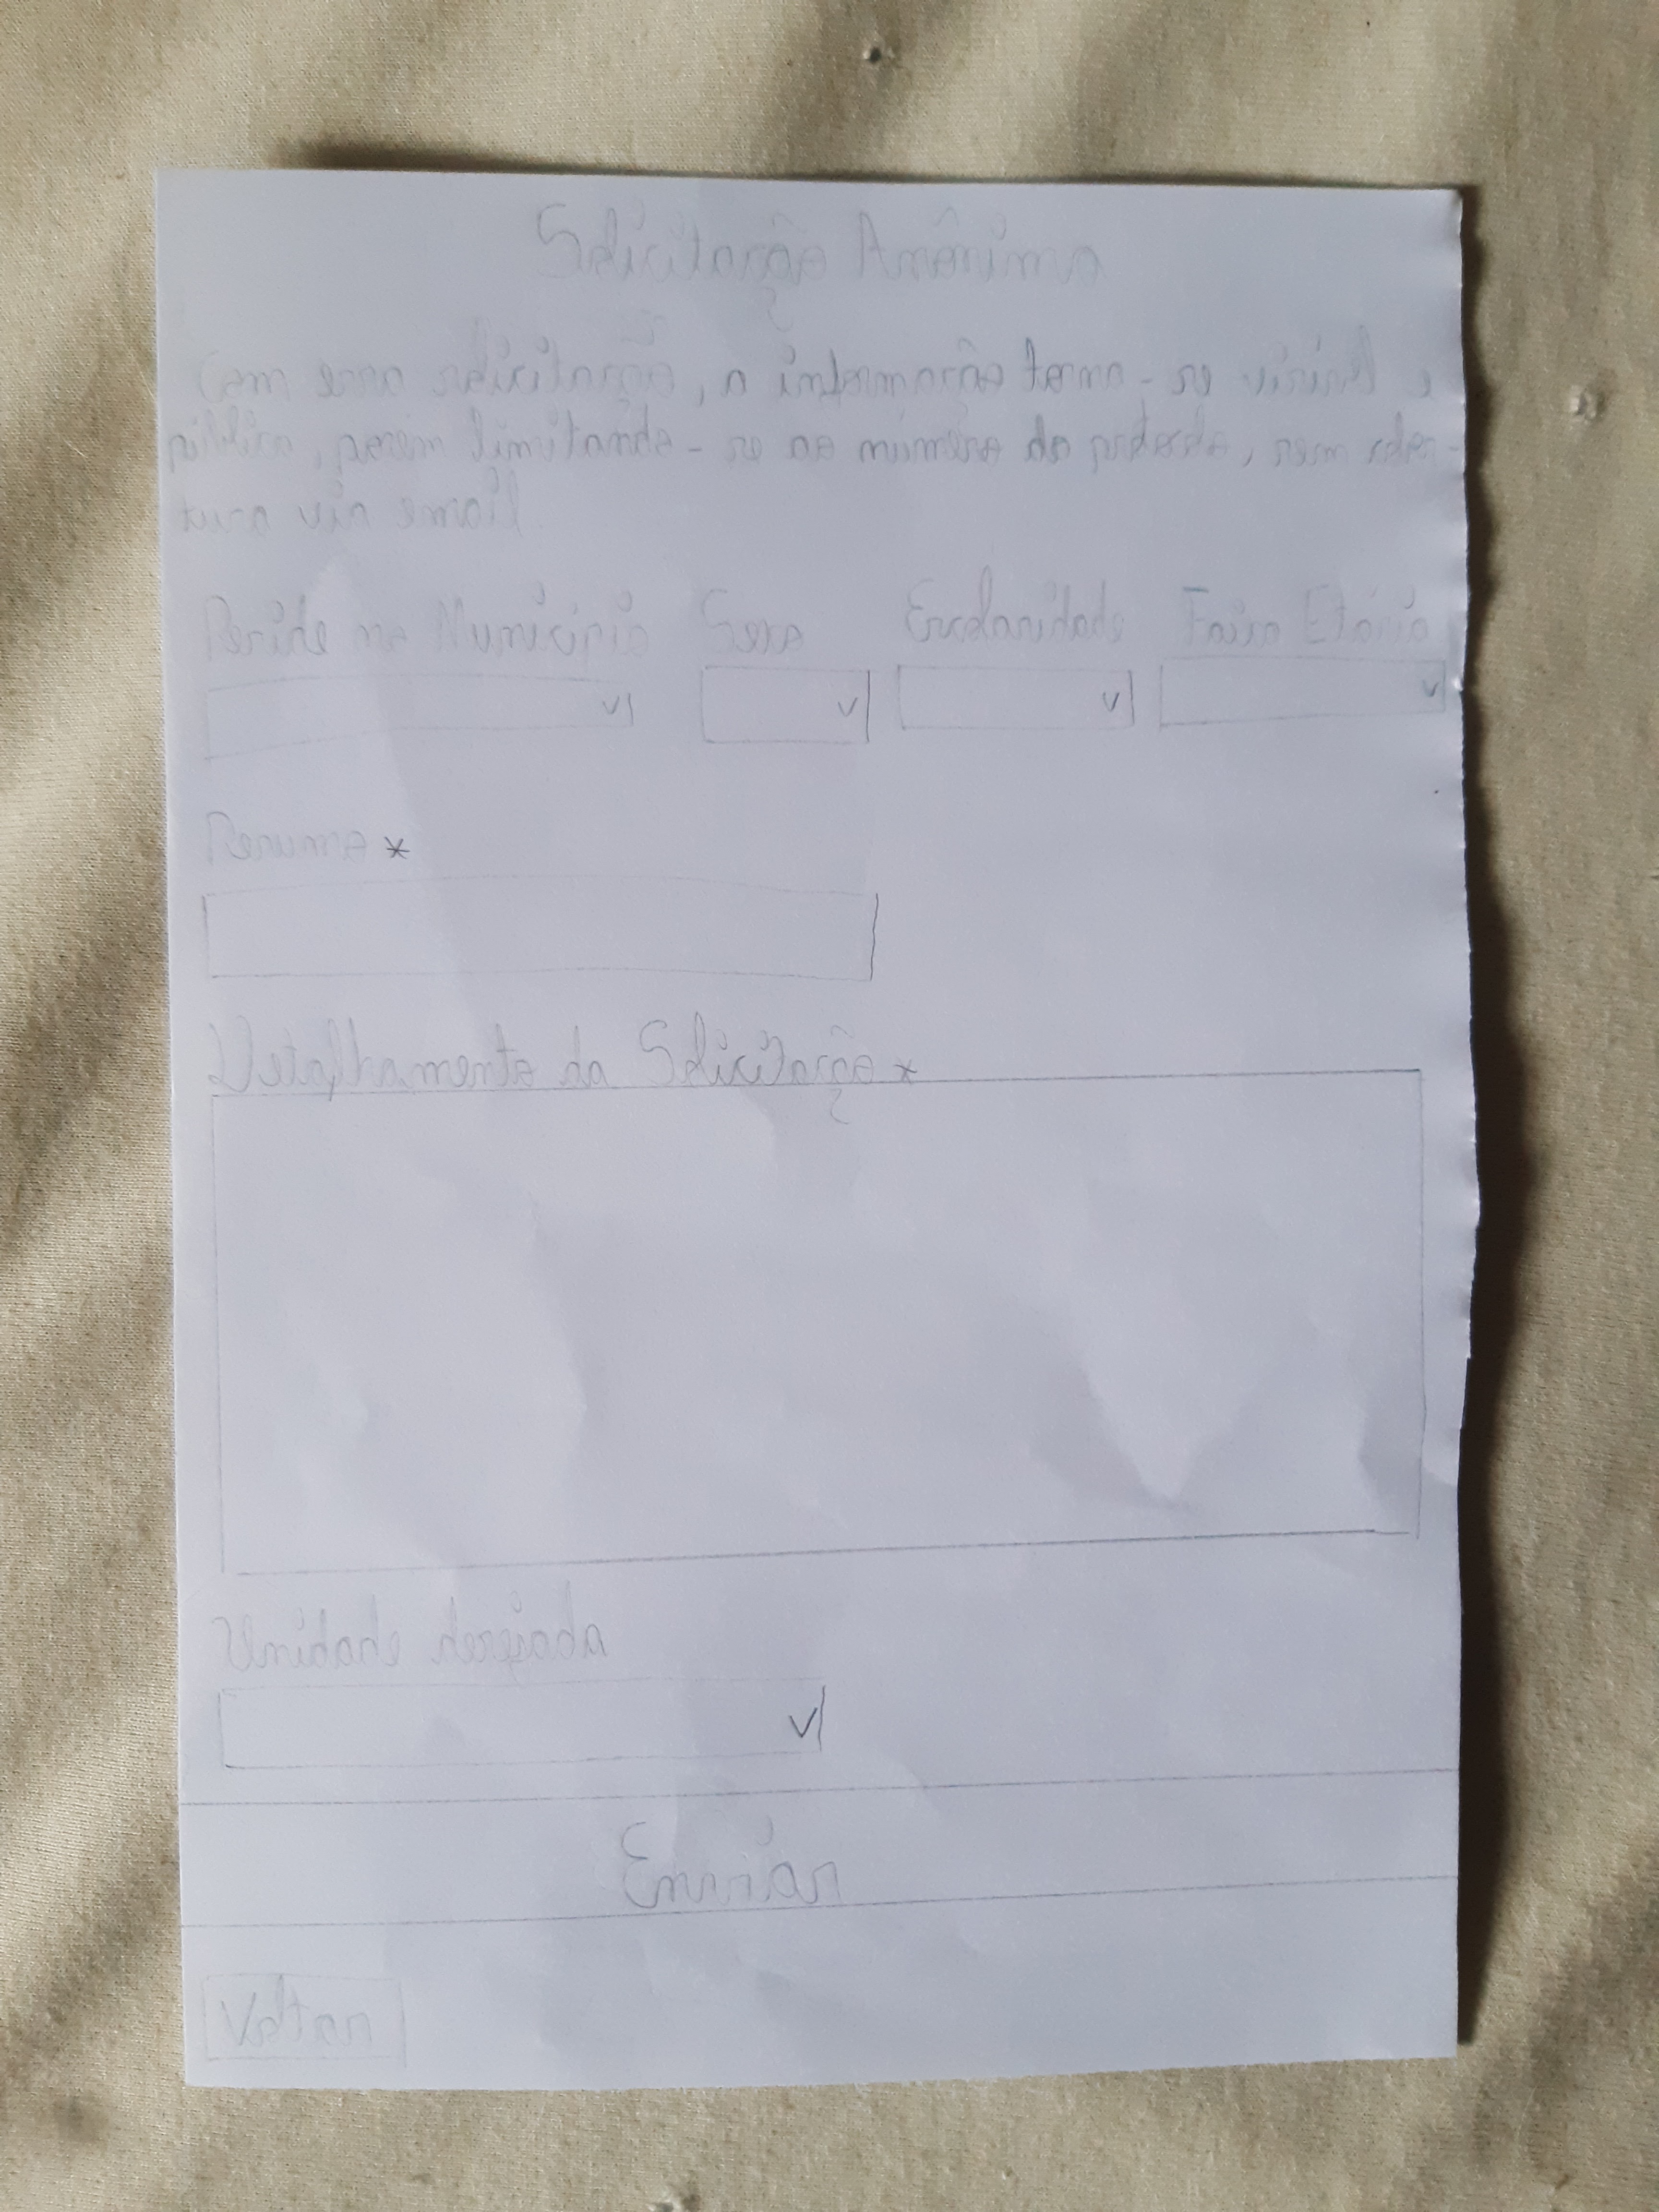 Solicitação Anônima
Com essa solicitação, a informação torna-se visível e
pública, porém limitando-se ao número do protocolo, sem
tura via email
Reside no Município Sexo Escolaridade Faixa Etária
v v v v
Resumo *
Detalhamento da Solicitação *
Unidade desejada
v
Enviar
Voltar